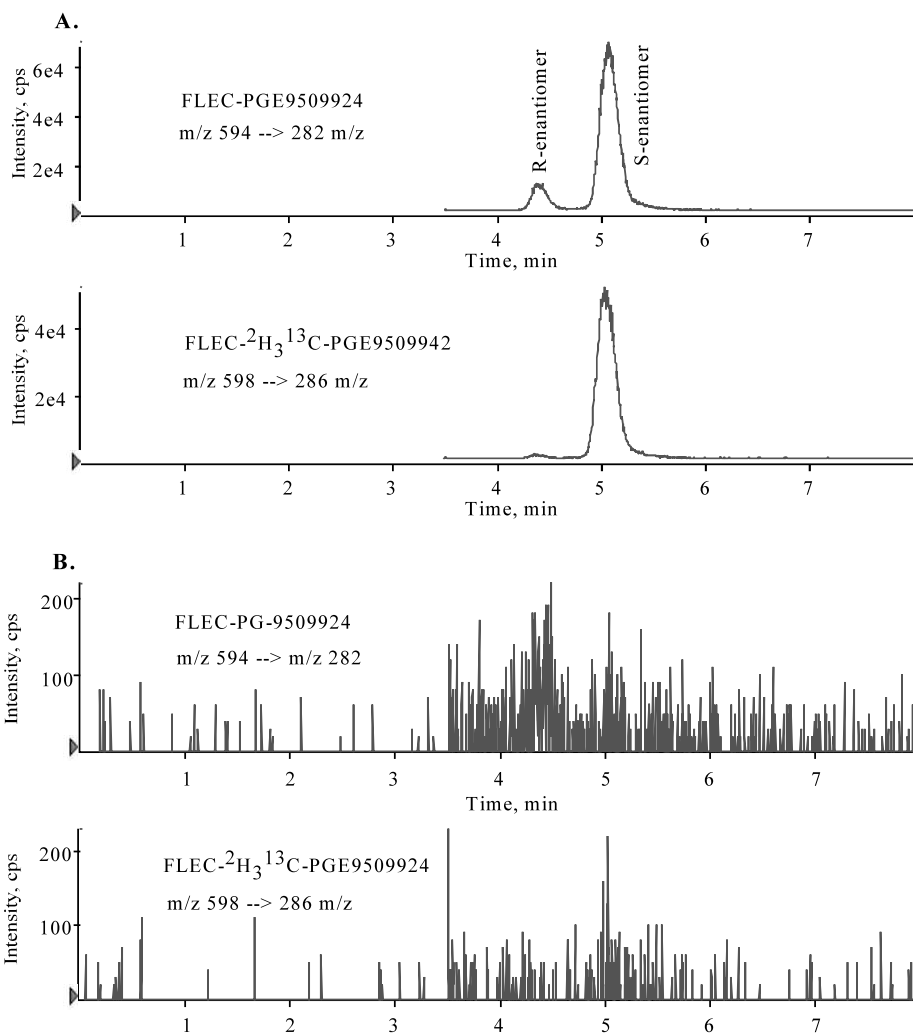 A.
Intensity, cps
6e4
4e4
2e4
FLEC-PGE9509924
m/z 594 --> 282 m/z
R-enantiomer
S-enantiomer
1 2 3 4 5 6 7
Time, min
Intensity, cps
4e4
2e4
FLEC-²H₃¹³C-PGE9509942
m/z 598 --> 286 m/z
1 2 3 4 5 6 7
Time, min
B.
Intensity, cps
200
100
FLEC-PG-9509924
m/z 594 --> m/z 282
1 2 3 4 5 6 7
Time, min
Intensity, cps
200
100
FLEC-²H₃¹³C-PGE9509924
m/z 598 --> 286 m/z
1 2 3 4 5 6 7
Time, min